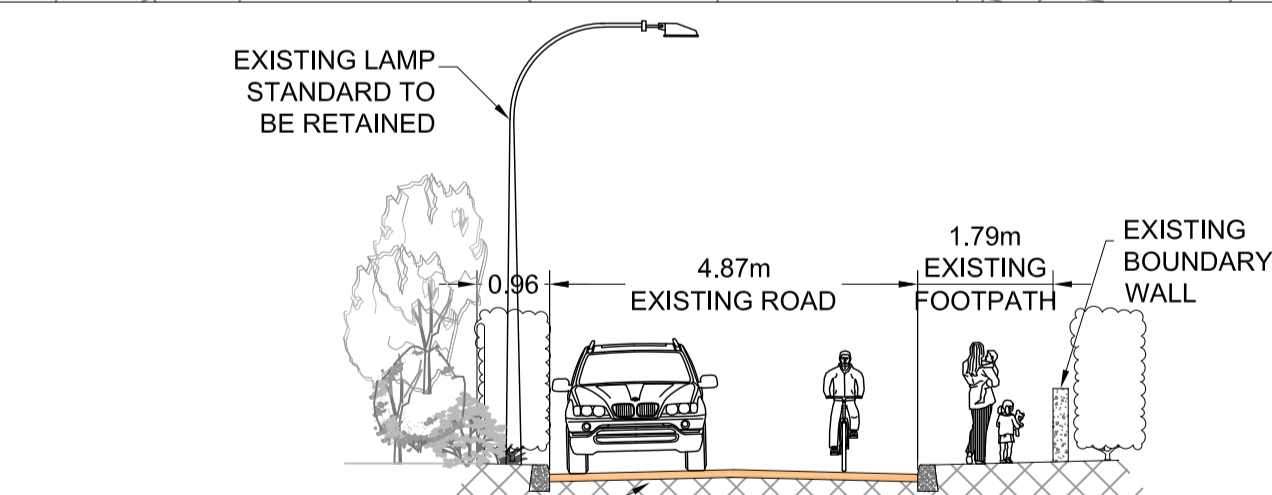 EXISTING LAMP
STANDARD TO
BE RETAINED
0.96
4.87m
EXISTING ROAD
1.79m
EXISTING
FOOTPATH
EXISTING
BOUNDARY
WALL